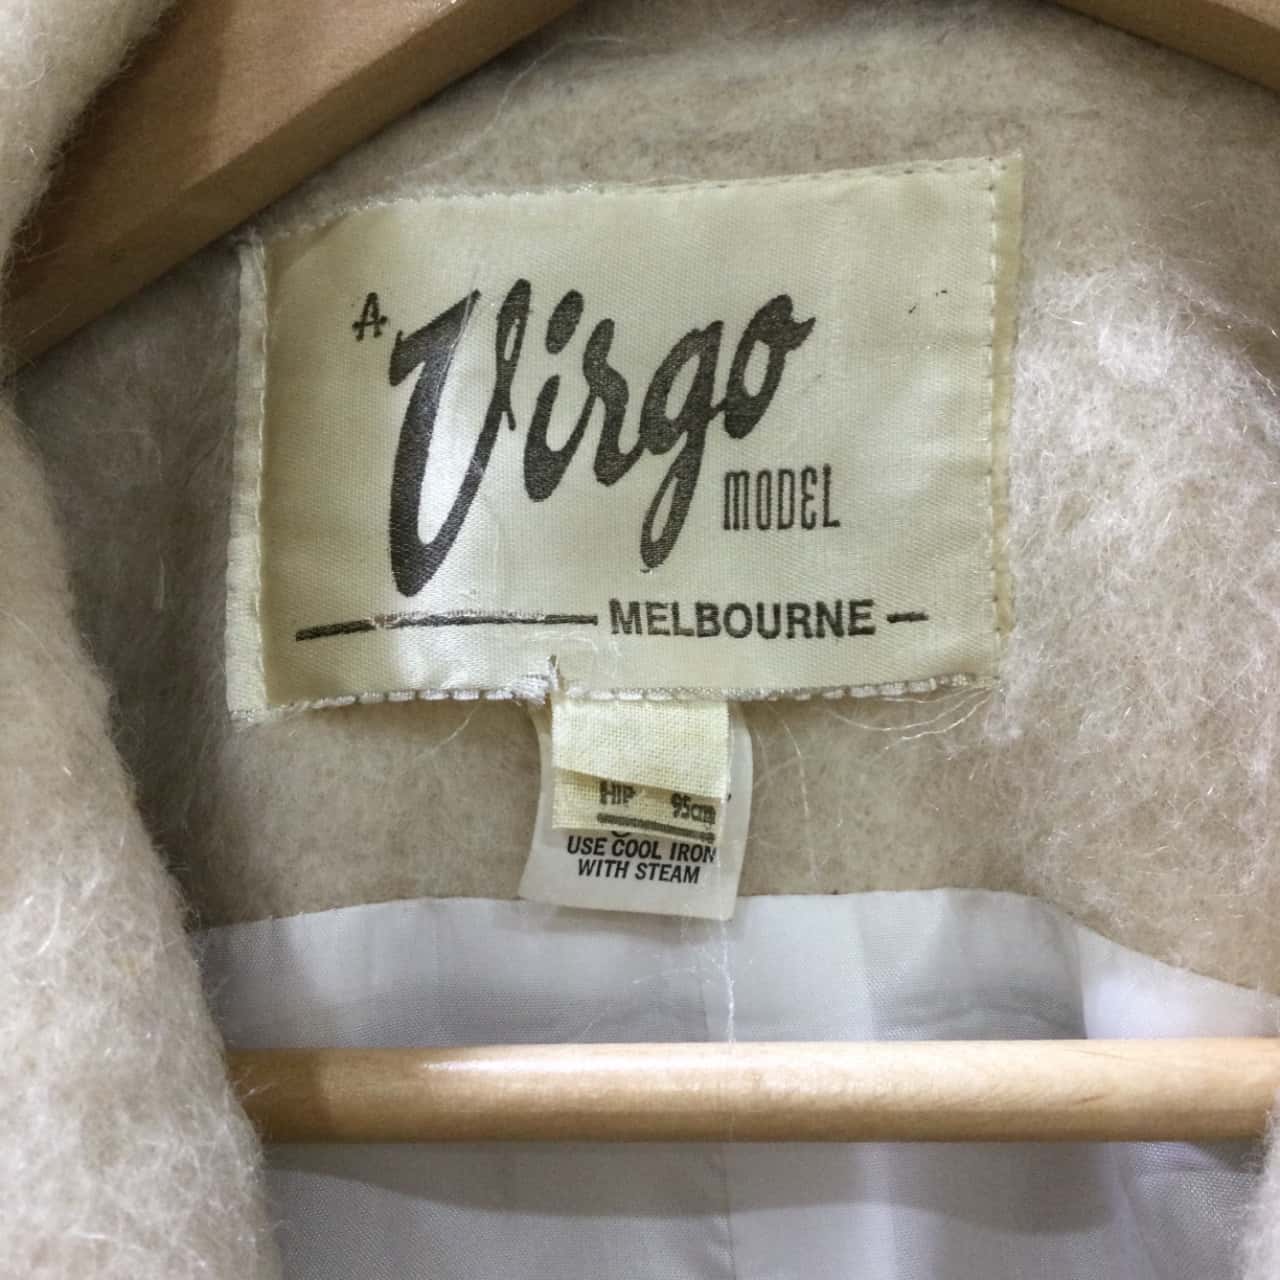 A Virgo
MODEL
MELBOURNE
HIP 95cm
USE COOL IRON
WITH STEAM